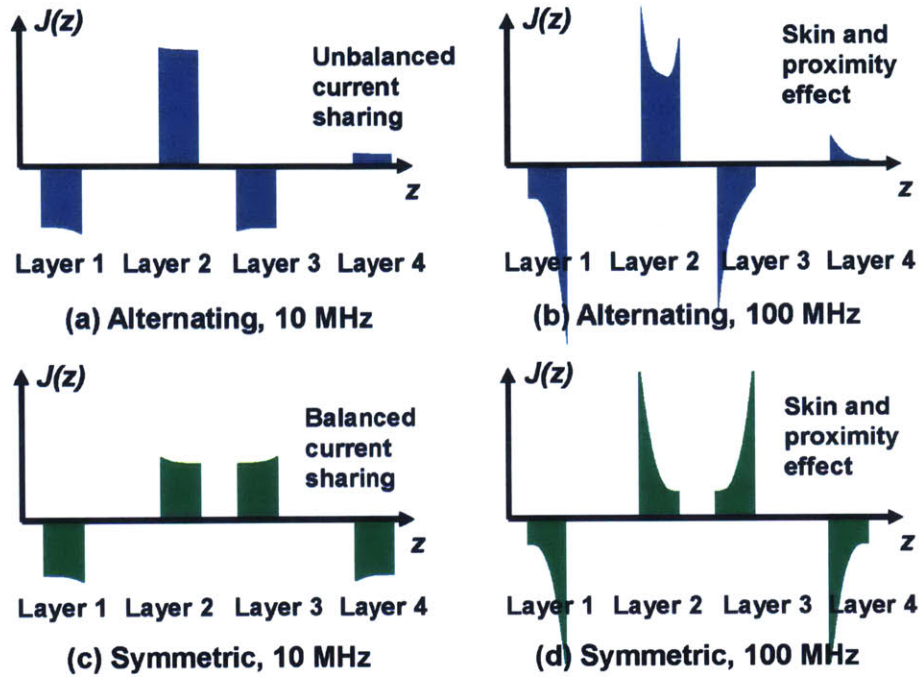 J(z)
Unbalanced
current
sharing
z
Layer 1 Layer 2 Layer 3 Layer 4
(a) Alternating, 10 MHz
J(z)
Skin and
proximity
effect
z
Layer 1 Layer 2 Layer 3 Layer 4
(b) Alternating, 100 MHz
J(z)
Balanced
current
sharing
z
Layer 1 Layer 2 Layer 3 Layer 4
(c) Symmetric, 10 MHz
J(z)
Skin and
proximity
effect
z
Layer 1 Layer 2 Layer 3 Layer 4
(d) Symmetric, 100 MHz